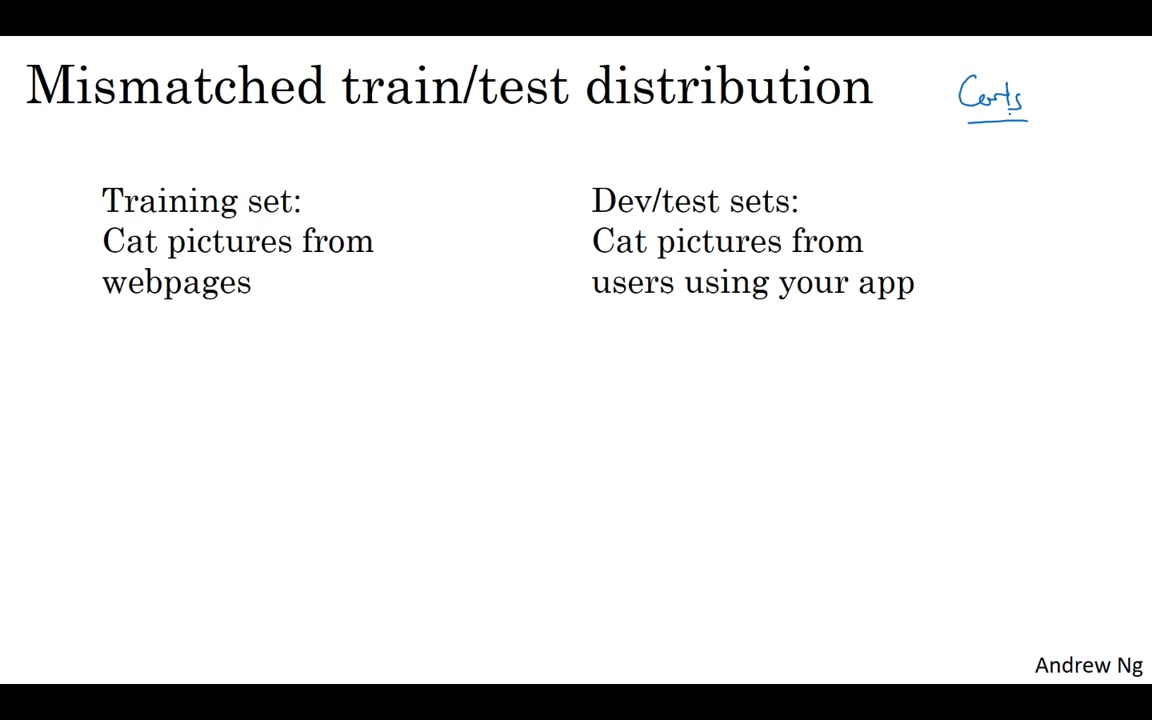 Mismatched train/test distribution
Training set:
Cat pictures from
webpages
Dev/test sets:
Cat pictures from
users using your app
Andrew Ng